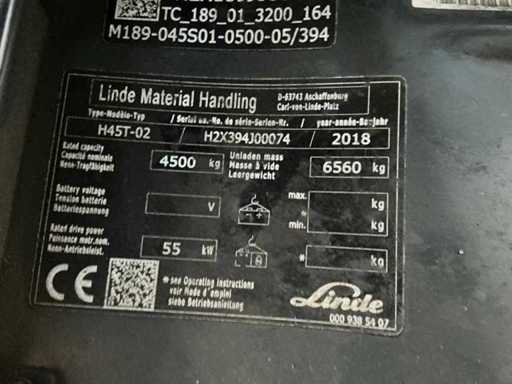 TC_189_01_3200_164
M189-045S01-0500-05/394
Linde Material Handling
D-63743 Aschaffenburg
Carl-von-Linde-Platz
Type-Modèle-Typ / Serial no.-No. de série-Serien-Nr. / year-année-Baujahr
H45T-02 / H2X394J00074 / 2018
Rated capacity
Capacité nominale
Nenn-Tragfähigkeit
4500 kg
Unladen mass
Masse à vide
Leergewicht
6560 kg
Battery voltage
Tension batterie
Batteriespannung
V
max.
*
min.
kg
kg
Rated drive power
Puissance motr.nom.
Nenn-Antriebsleist.
55 kW
* kg
CE
* see Operating instructions
voir Mode d'emploi
siehe Betriebsanleitung
Linde
000 938 54 07